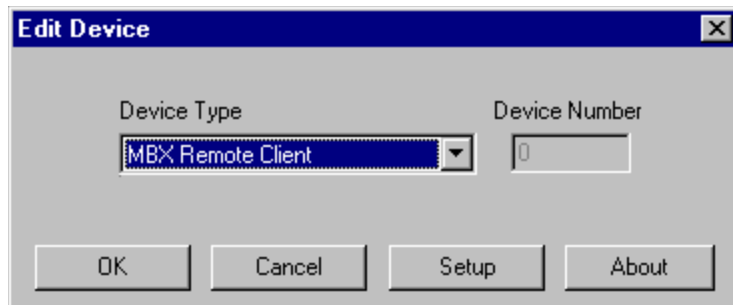 Edit Device
Device Type Device Number
MBX Remote Client 0
OK Cancel Setup About